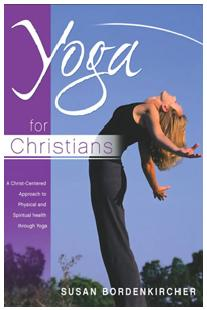 Yoga
for
Christians
A Christ-Centered
Approach to
Physical and
Spiritual health
through Yoga
SUSAN BORDENKIRCHER